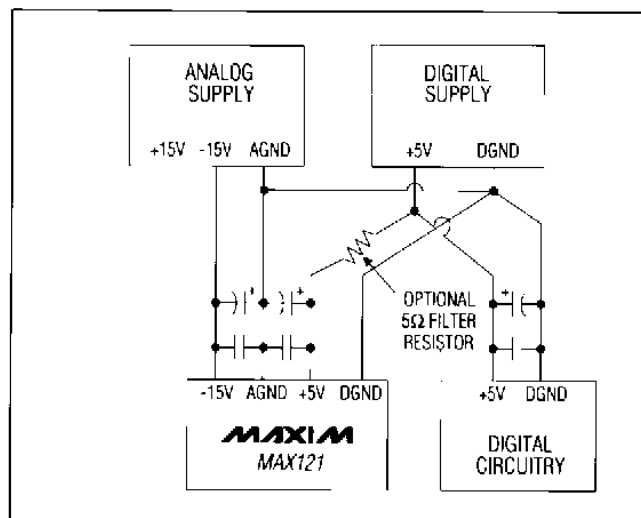 ANALOG
SUPPLY
+15V -15V AGND
DIGITAL
SUPPLY
+5V DGND
+
+
+
OPTIONAL
5Ω FILTER
RESISTOR
-15V AGND +5V DGND
MAXIM
MAX121
+5V DGND
DIGITAL
CIRCUITRY